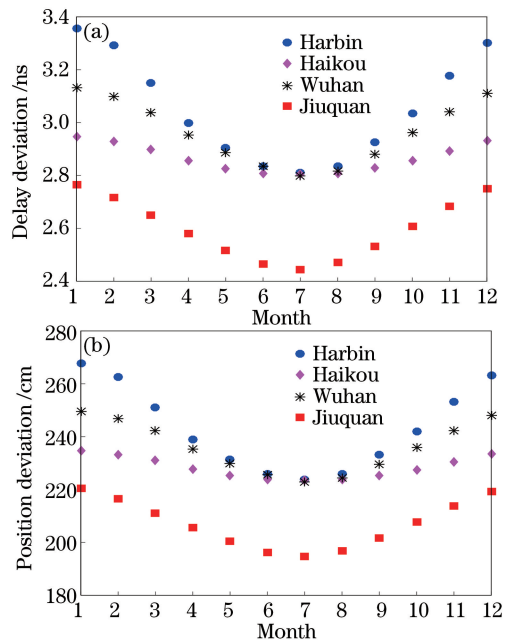 (a)
Harbin
Haikou
Wuhan
Jiuquan
Delay deviation /ns
3.4
3.2
3.0
2.8
2.6
2.4
1 2 3 4 5 6 7 8 9 10 11 12
Month
(b)
Harbin
Haikou
Wuhan
Jiuquan
Position deviation /cm
280
260
240
220
200
180
1 2 3 4 5 6 7 8 9 10 11 12
Month